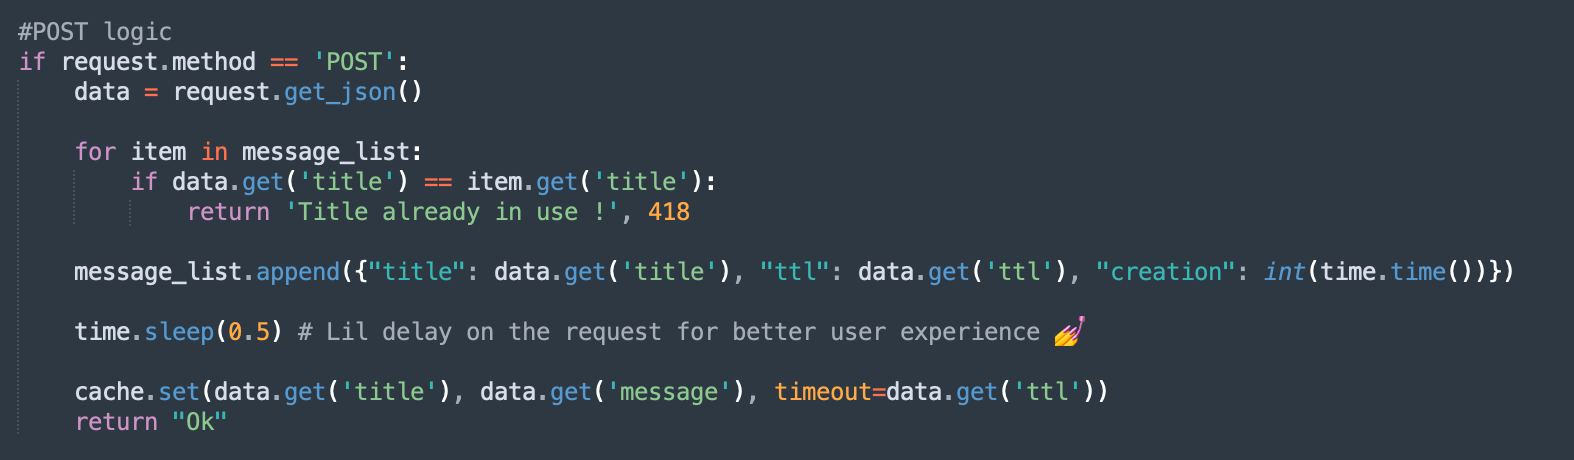 #POST logic
if request.method == 'POST':
    data = request.get_json()
    for item in message_list:
        if data.get('title') == item.get('title'):
            return 'Title already in use !', 418
    message_list.append({"title": data.get('title'), "ttl": data.get('ttl'), "creation": int(time.time())})
    time.sleep(0.5) # Lil delay on the request for better user experience 💅
    cache.set(data.get('title'), data.get('message'), timeout=data.get('ttl'))
    return "Ok"